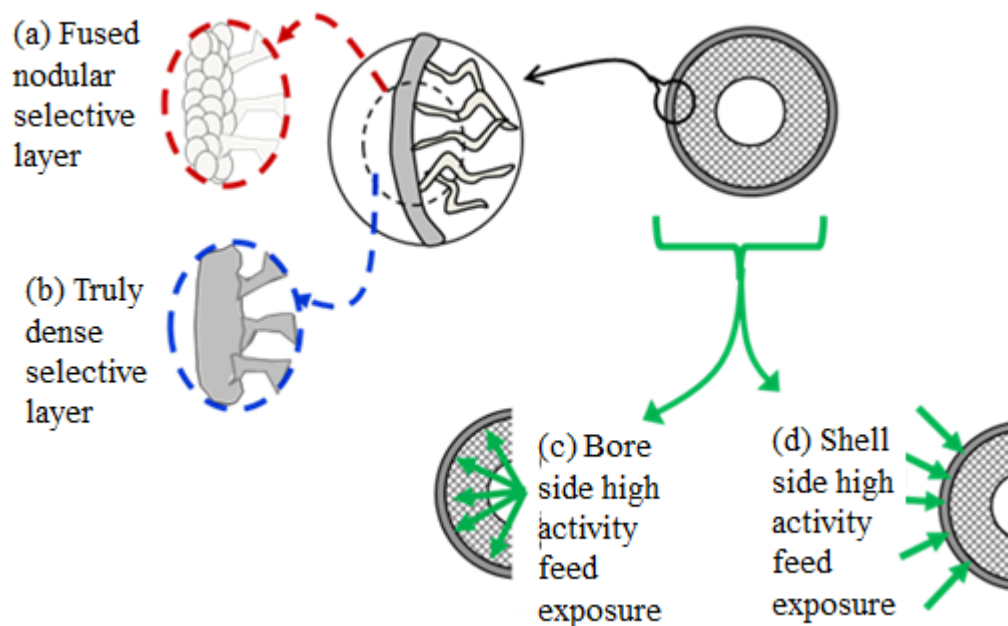 (a) Fused
nodular
selective
layer
(b) Truly
dense
selective
layer
(c) Bore
side high
activity
feed
exposure
(d) Shell
side high
activity
feed
exposure